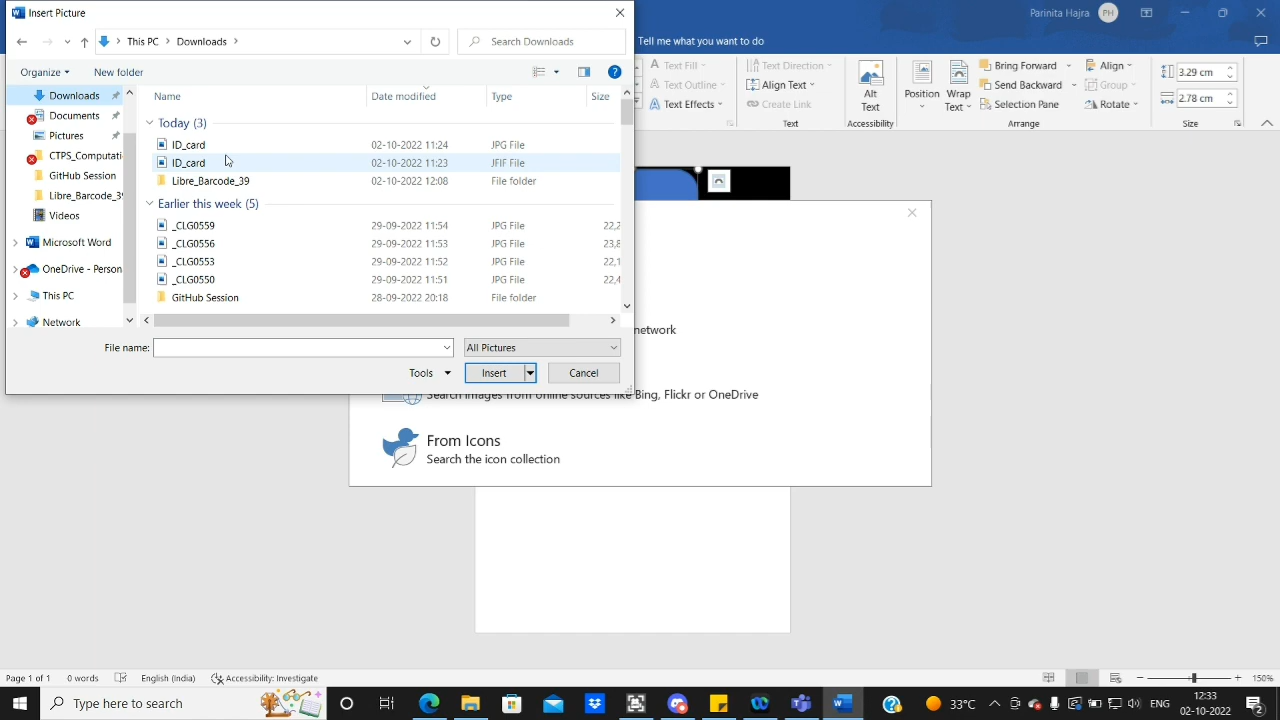 Insert Picture
Parinita Hajra PH
This PC > Downloads >
Search Downloads
Tell me what you want to do
Organize New folder
Downloads
Documents
Pictures
CTPS_Computati
GitHub Session
Libre_Barcode_39
Videos
Microsoft Word
OneDrive - Person
This PC
Network
Name Date modified Type Size
Today (3)
ID_card 02-10-2022 11:24 JPG File
ID_card 02-10-2022 11:23 JFIF File
Libre_Barcode_39 02-10-2022 12:08 File folder
Earlier this week (5)
_CLG0559 29-09-2022 11:54 JPG File 22,2
_CLG0556 29-09-2022 11:53 JPG File 23,8
_CLG0553 29-09-2022 11:52 JPG File 22,1
_CLG0550 29-09-2022 11:51 JPG File 22,4
GitHub Session 28-09-2022 20:18 File folder
File name: All Pictures
Tools Insert Cancel
Text Fill
Text Outline
Text Effects
Text Direction
Align Text
Create Link
Text
Alt Text
Accessibility
Position
Wrap Text
Bring Forward
Send Backward
Selection Pane
Align
Group
Rotate
Arrange
3.29 cm
2.78 cm
Size
network
Search images from online sources like Bing, Flickr or OneDrive
From Icons
Search the icon collection
Page 1 of 1 0 words English (India) Accessibility: Investigate 150%
Type here to search
33°C ENG 12:33
02-10-2022
2